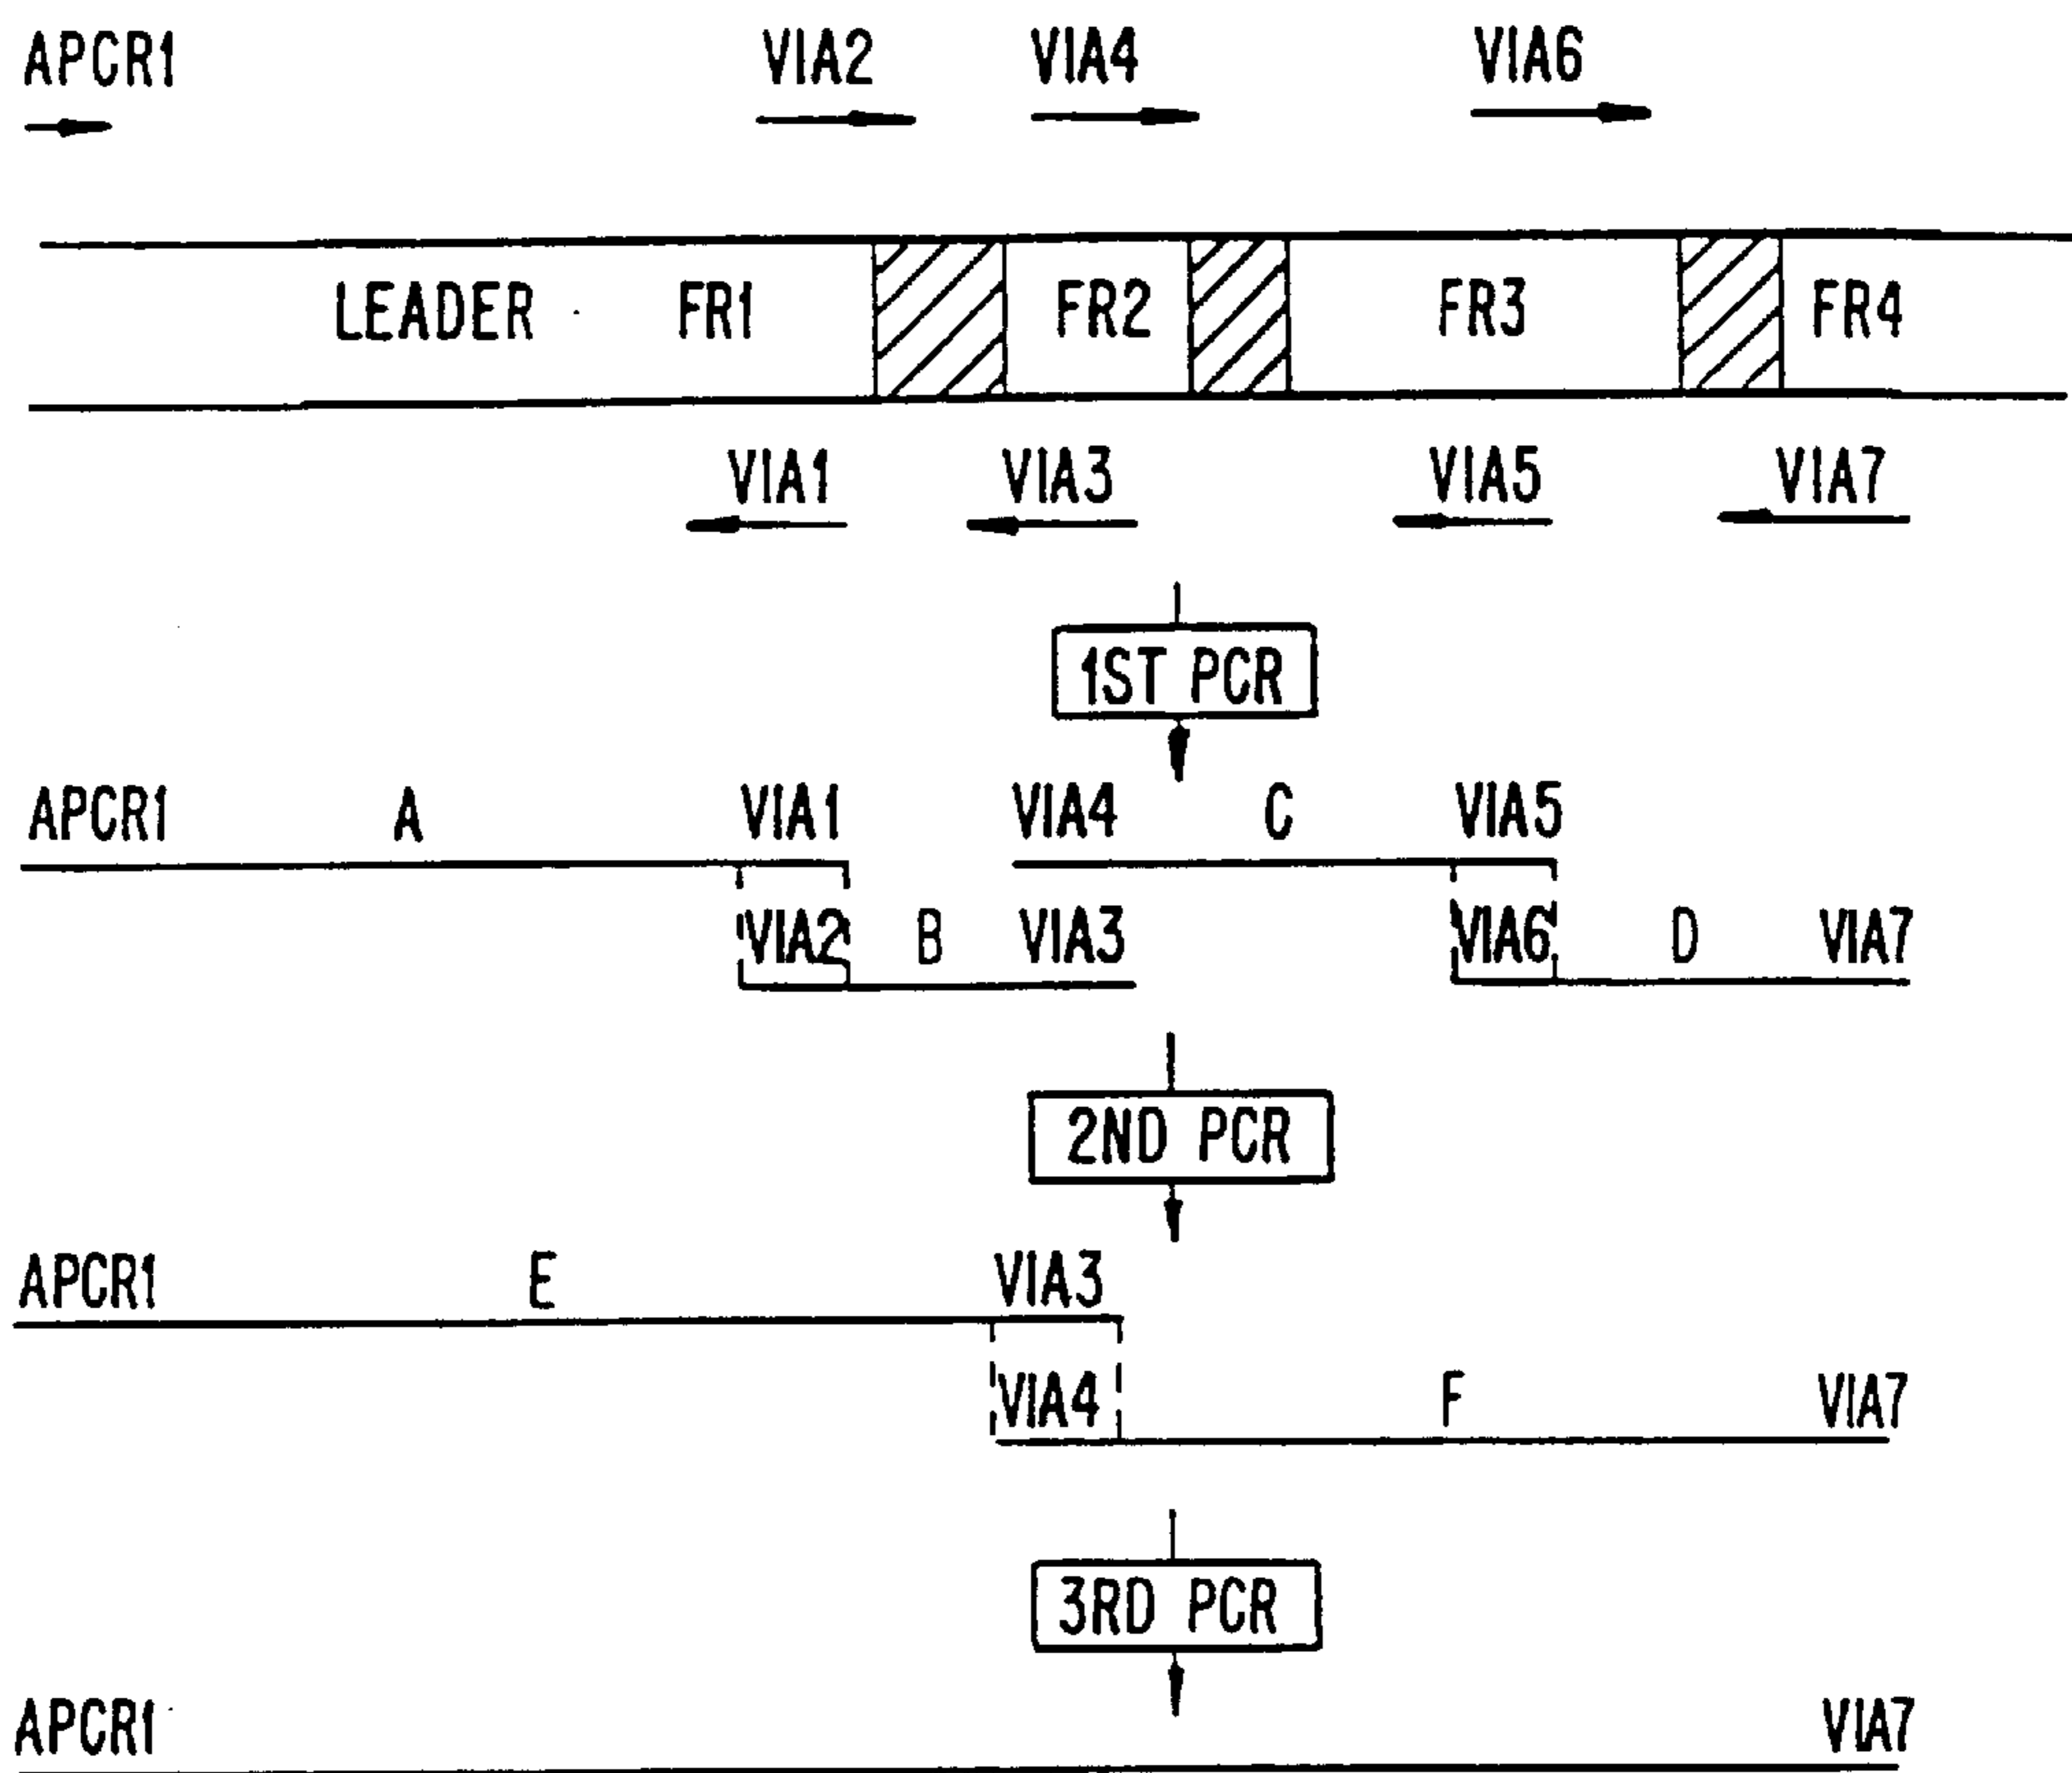 APCR1 VIA2 VIA4 VIA6
LEADER FR1 FR2 FR3 FR4
VIA1 VIA3 VIA5 VIA7
1ST PCR
APCR1 A VIA1 VIA4 C VIA5
VIA2 B VIA3 VIA6 D VIA7
2ND PCR
APCR1 E VIA3
VIA4 F VIA7
3RD PCR
APCR1 VIA7